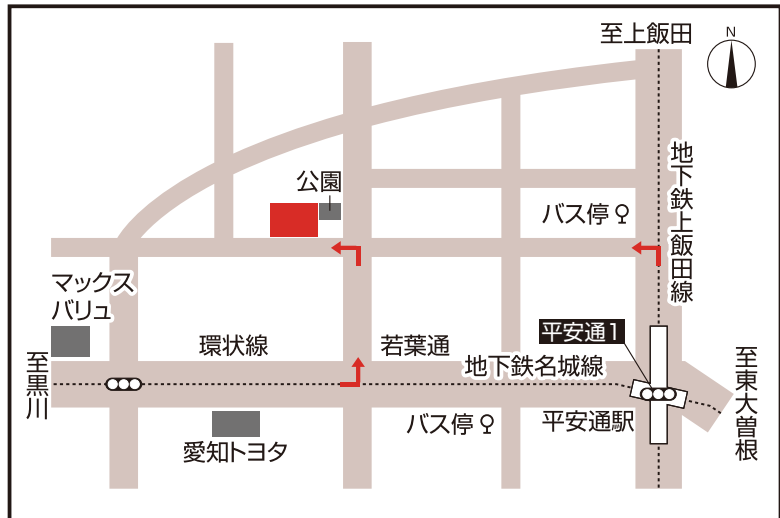 至上飯田
N
地下鉄上飯田線
公園
バス停
マックス
バリュ
平安通1
環状線
若葉通
地下鉄名城線
至黒川
至東大曽根
バス停
平安通駅
愛知トヨタ